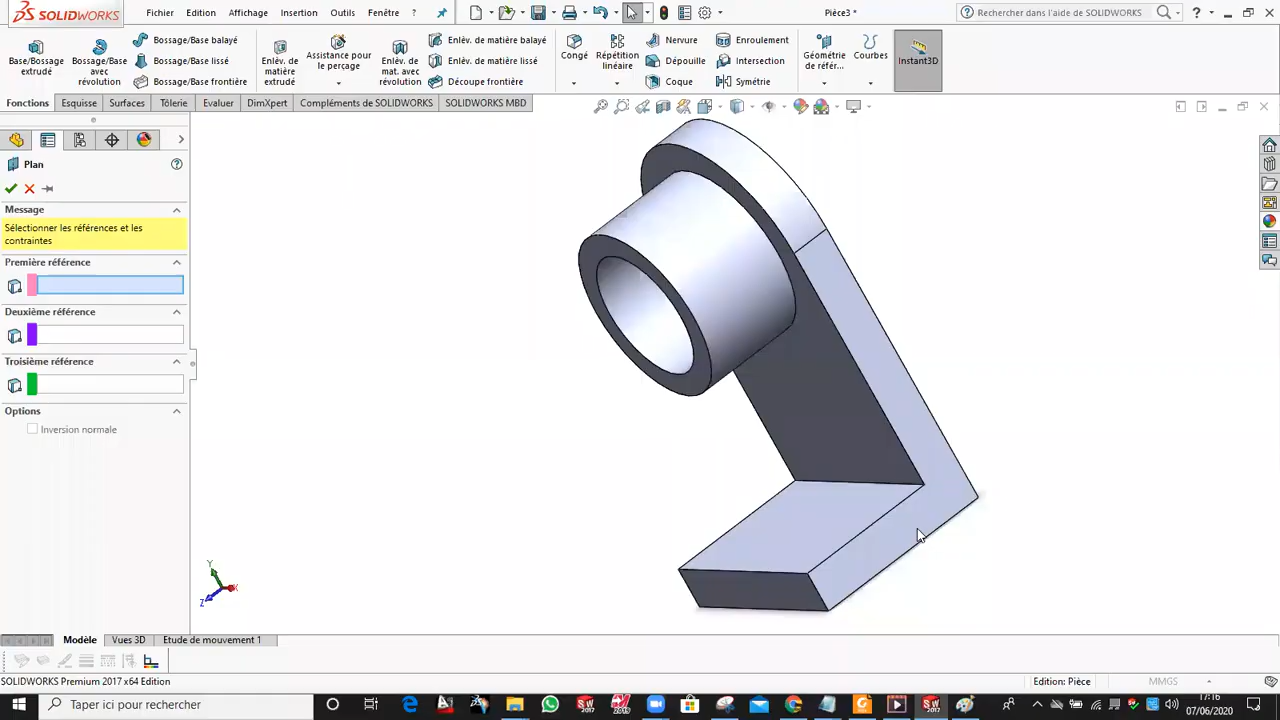 SOLIDWORKS
Fichier Edition Affichage Insertion Outils Fenêtre ?
Pièce3 *
Rechercher dans l'aide de SOLIDWORKS
Base/Bossage extrudé
Bossage/Base avec révolution
Bossage/Base balayé
Bossage/Base lissé
Bossage/Base frontière
Enlèv. de matière extrudé
Assistance pour le perçage
Enlèv. de mat. avec révolution
Enlèv. de matière balayé
Enlèv. de matière lissé
Découpe frontière
Congé
Répétition linéaire
Nervure
Dépouille
Coque
Enroulement
Intersection
Symétrie
Géométrie de référ...
Courbes
Instant3D
Fonctions Esquisse Surfaces Tôlerie Evaluer DimXpert Compléments de SOLIDWORKS SOLIDWORKS MBD
Plan
Message
Sélectionner les références et les
contraintes
Première référence
Deuxième référence
Troisième référence
Options
Inversion normale
Y
X
Z
Modèle Vues 3D Etude de mouvement 1
SOLIDWORKS Premium 2017 x64 Edition
Edition: Pièce
MMGS
Taper ici pour rechercher
17:16
07/06/2020